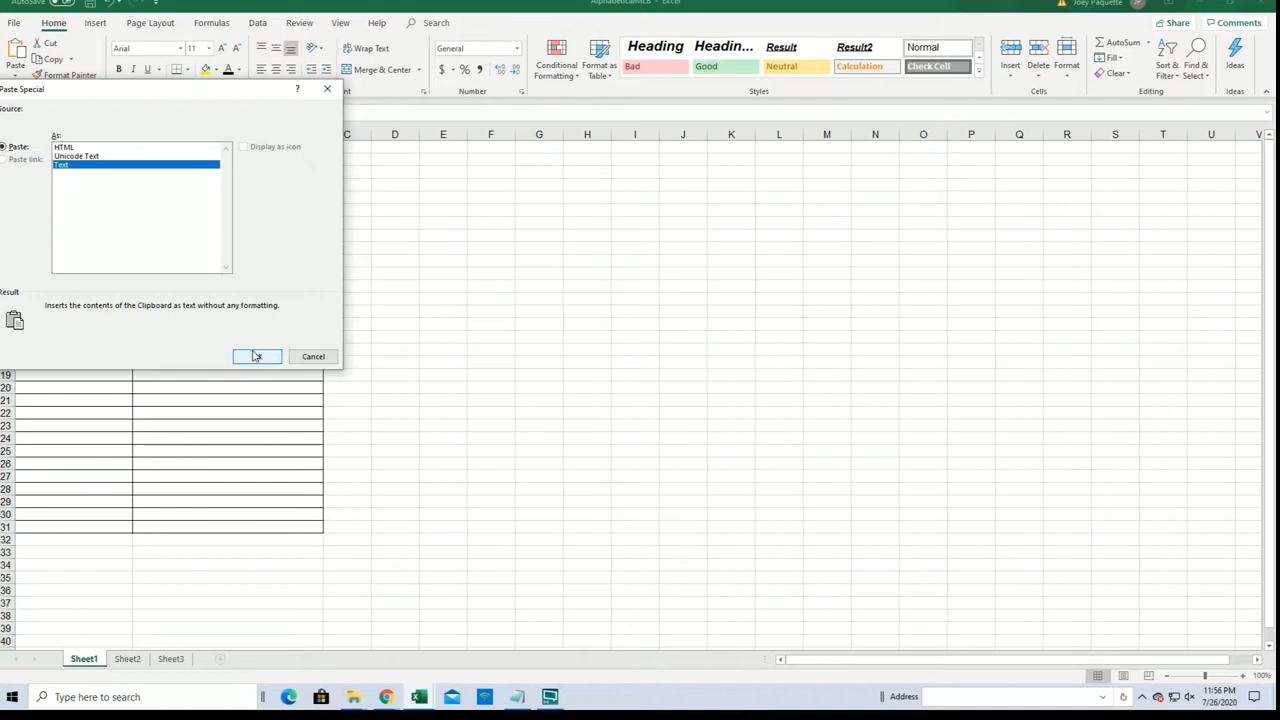 AutoSave Off AlphabeticalMLB - Excel Joey Paquette JP
File Home Insert Page Layout Formulas Data Review View Help Search Share Comments
Paste Cut Copy Format Painter
Arial 11 A A B I U A
Wrap Text Merge & Center
General $ % , Number
Conditional Formatting Format as Table
Heading Headin... Result Result2 Normal
Bad Good Neutral Calculation Check Cell
Styles
Insert Delete Format Cells
AutoSum Fill Clear Sort & Filter Find & Select Editing
Ideas Ideas
Paste Special ?
Source:
As:
Paste: HTML Display as icon
Paste link: Unicode Text
Text
Result
Inserts the contents of the Clipboard as text without any formatting.
Cancel
C D E F G H I J K L M N O P Q R S T U V
19
20
21
22
23
24
25
26
27
28
29
30
31
32
33
34
35
36
37
38
39
40
Sheet1 Sheet2 Sheet3
100%
Type here to search Address 11:56 PM
7/26/2020